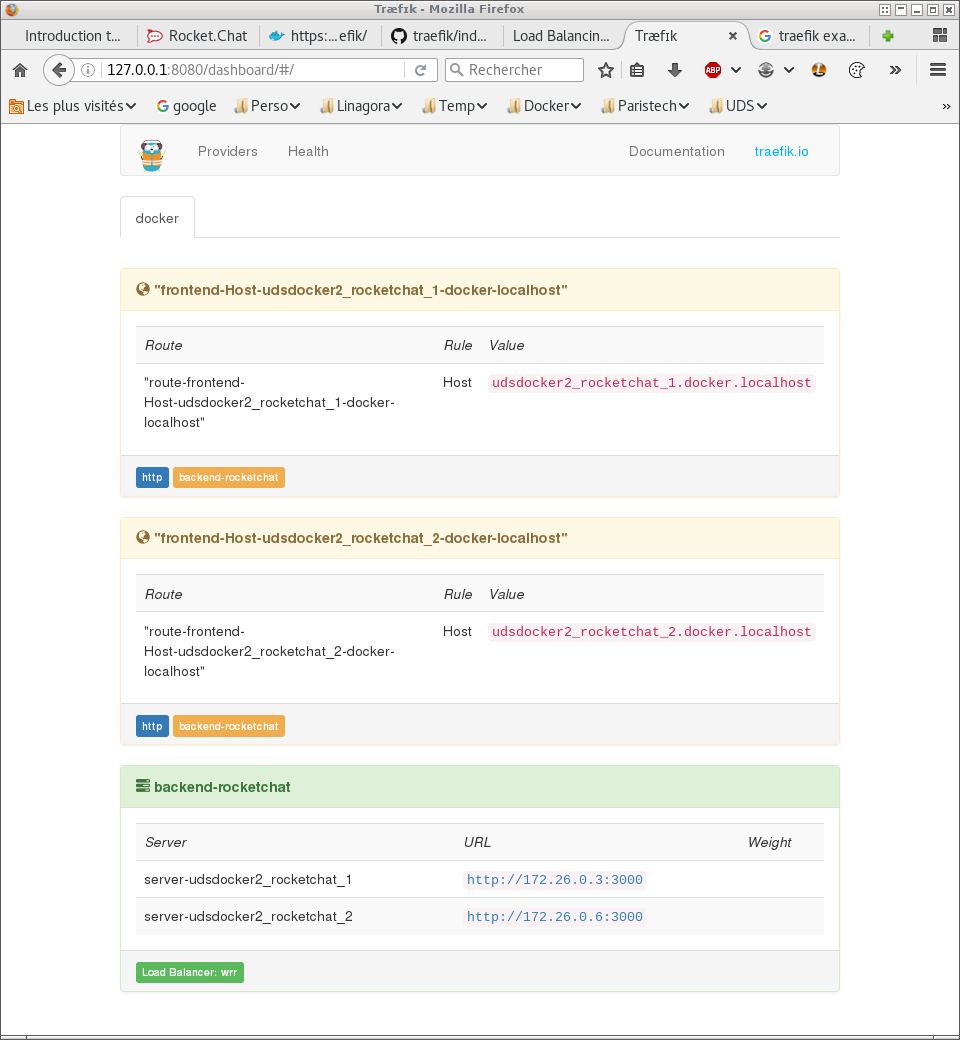 Træfɪk - Mozilla Firefox
Introduction t... Rocket.Chat https:...efik/ traefik/ind... Load Balancin... Træfɪk traefik exa...
127.0.0.1:8080/dashboard/#/ Rechercher ABP
Les plus visités google Perso Linagora Temp Docker Paristech UDS
Providers Health Documentation traefik.io
docker
"frontend-Host-udsdocker2_rocketchat_1-docker-localhost"
Route Rule Value
"route-frontend- Host udsdocker2_rocketchat_1.docker.localhost
Host-udsdocker2_rocketchat_1-docker-
localhost"
http backend-rocketchat
"frontend-Host-udsdocker2_rocketchat_2-docker-localhost"
Route Rule Value
"route-frontend- Host udsdocker2_rocketchat_2.docker.localhost
Host-udsdocker2_rocketchat_2-docker-
localhost"
http backend-rocketchat
backend-rocketchat
Server URL Weight
server-udsdocker2_rocketchat_1 http://172.26.0.3:3000
server-udsdocker2_rocketchat_2 http://172.26.0.6:3000
Load Balancer: wrr